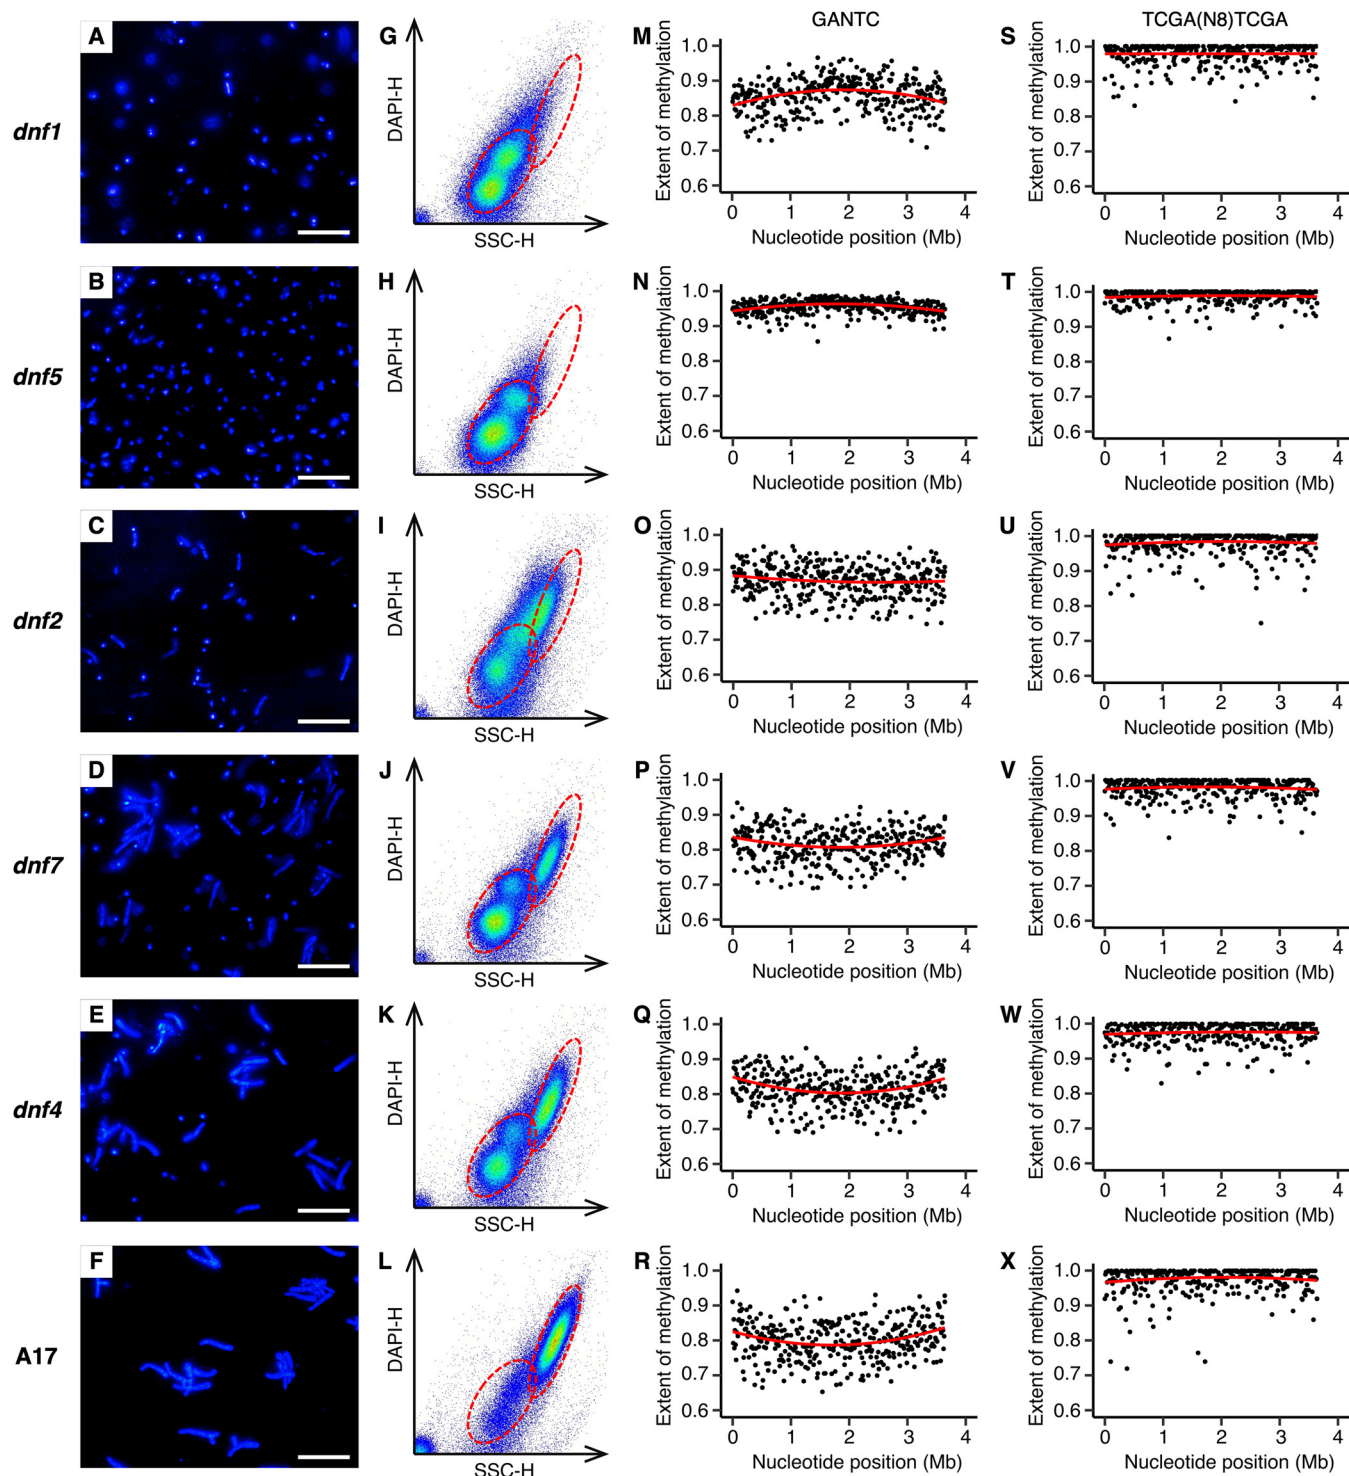 GANTC TCGA(N8)TCGA
dnf1
A
G DAPI-H SSC-H
M Extent of methylation 1.0 0.9 0.8 0.7 0.6 0 1 2 3 4 Nucleotide position (Mb)
S Extent of methylation 1.0 0.9 0.8 0.7 0.6 0 1 2 3 4 Nucleotide position (Mb)
dnf5
B
H DAPI-H SSC-H
N Extent of methylation 1.0 0.9 0.8 0.7 0.6 0 1 2 3 4 Nucleotide position (Mb)
T Extent of methylation 1.0 0.9 0.8 0.7 0.6 0 1 2 3 4 Nucleotide position (Mb)
dnf2
C
I DAPI-H SSC-H
O Extent of methylation 1.0 0.9 0.8 0.7 0.6 0 1 2 3 4 Nucleotide position (Mb)
U Extent of methylation 1.0 0.9 0.8 0.7 0.6 0 1 2 3 4 Nucleotide position (Mb)
dnf7
D
J DAPI-H SSC-H
P Extent of methylation 1.0 0.9 0.8 0.7 0.6 0 1 2 3 4 Nucleotide position (Mb)
V Extent of methylation 1.0 0.9 0.8 0.7 0.6 0 1 2 3 4 Nucleotide position (Mb)
dnf4
E
K DAPI-H SSC-H
Q Extent of methylation 1.0 0.9 0.8 0.7 0.6 0 1 2 3 4 Nucleotide position (Mb)
W Extent of methylation 1.0 0.9 0.8 0.7 0.6 0 1 2 3 4 Nucleotide position (Mb)
A17
F
L DAPI-H SSC-H
R Extent of methylation 1.0 0.9 0.8 0.7 0.6 0 1 2 3 4 Nucleotide position (Mb)
X Extent of methylation 1.0 0.9 0.8 0.7 0.6 0 1 2 3 4 Nucleotide position (Mb)